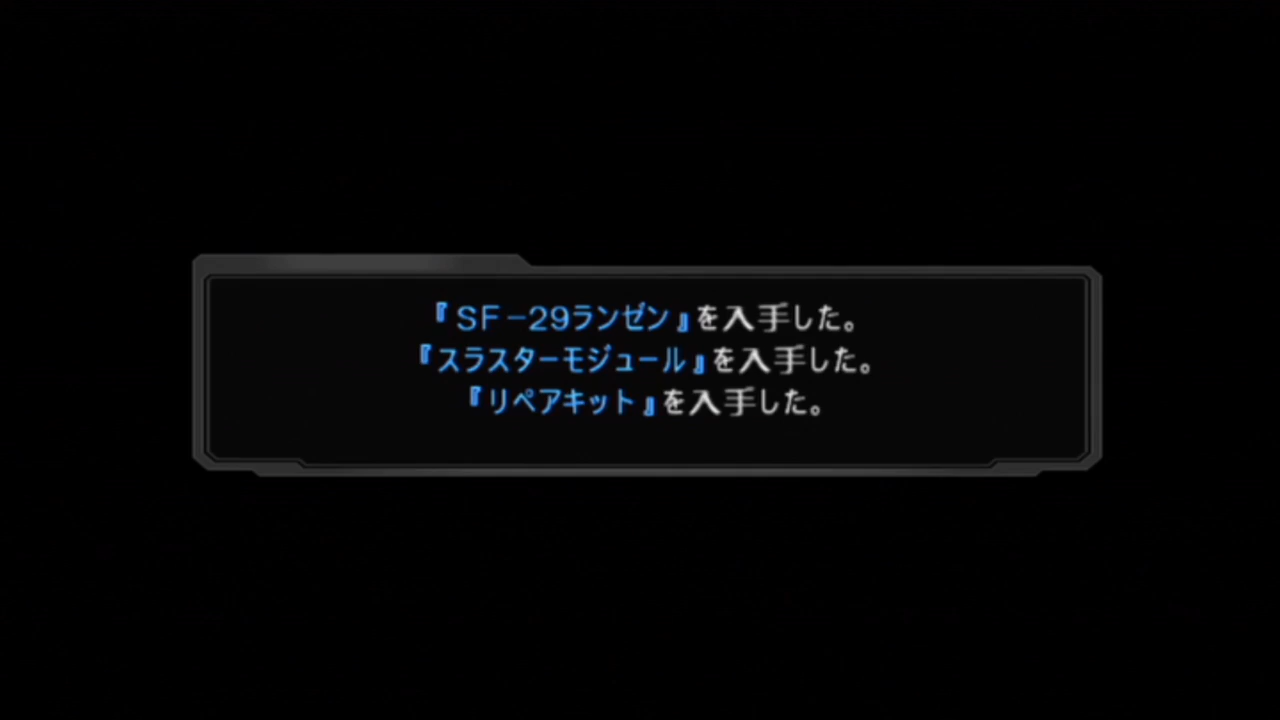 『SF-29ランゼン』を入手した。
『スラスターモジュール』を入手した。
『リペアキット』を入手した。